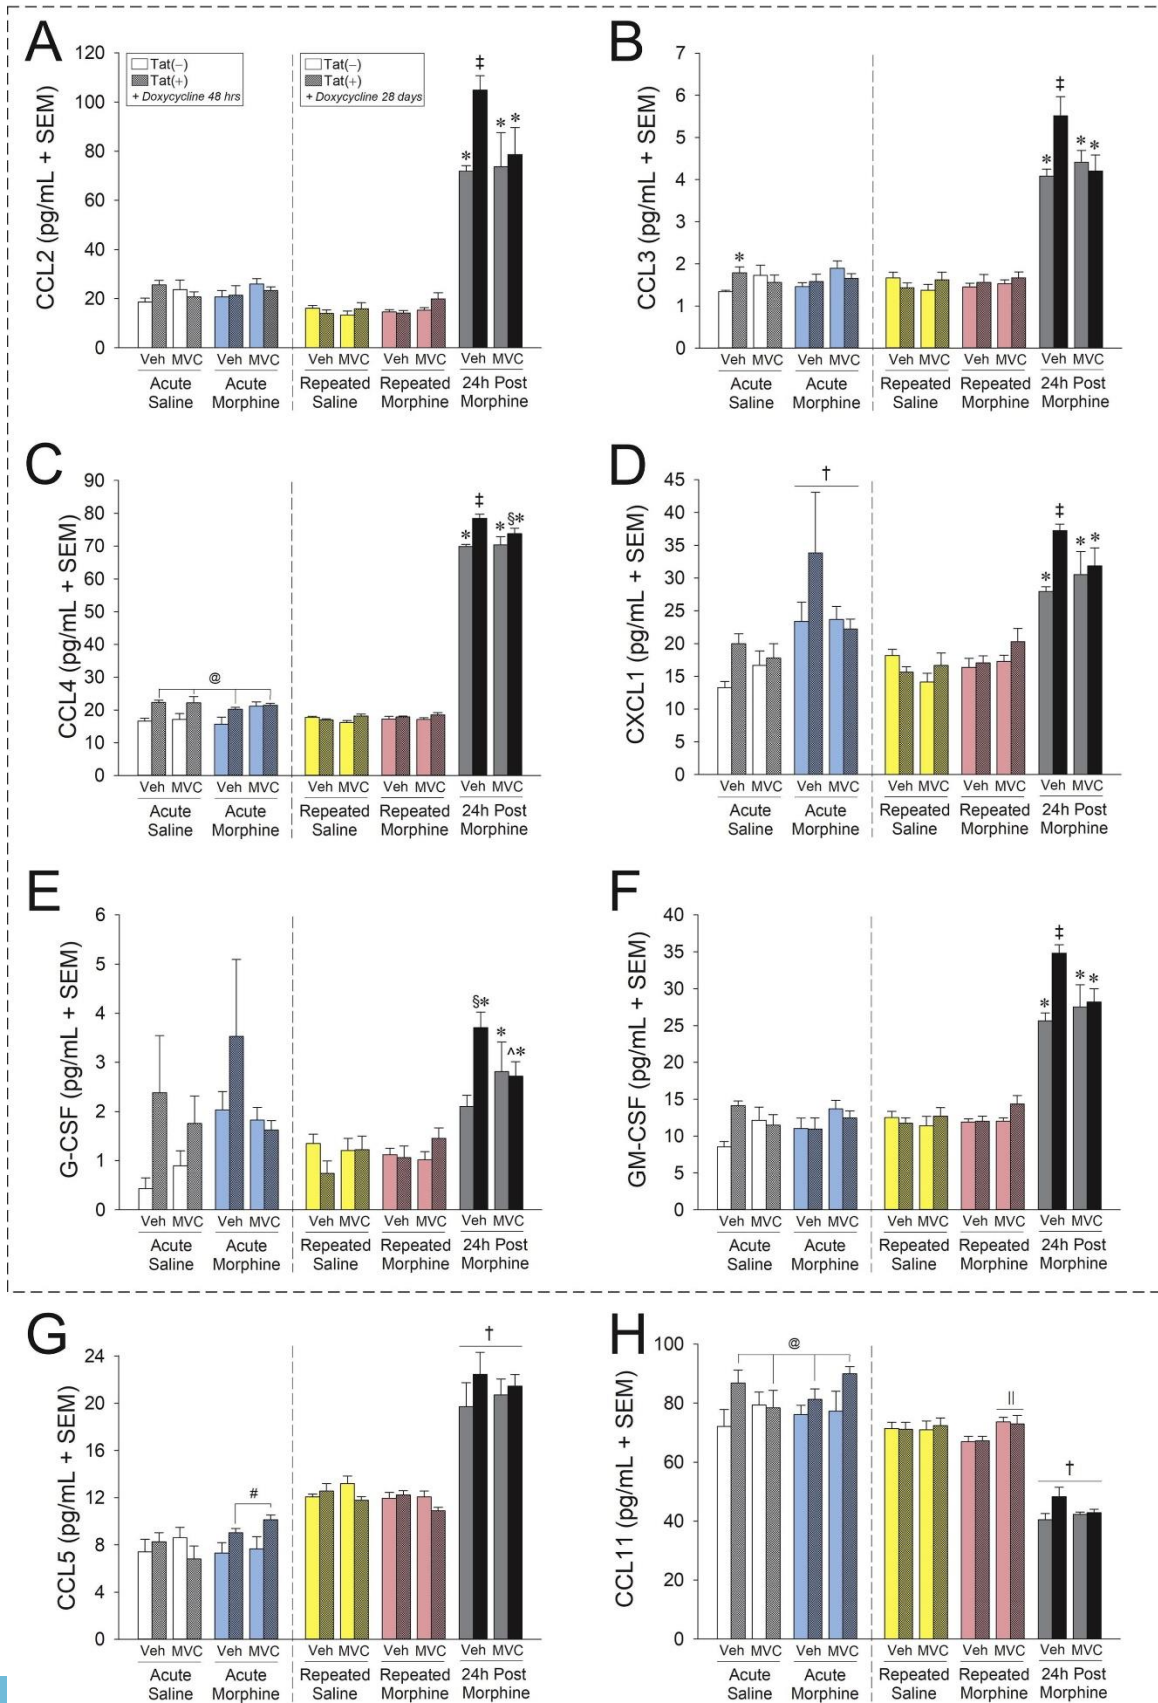 A
CCL2 (pg/mL + SEM)
120
100
80
60
40
20
0
Tat(−)
Tat(+)
+ Doxycycline 48 hrs
Tat(−)
Tat(+)
+ Doxycycline 28 days
* ‡ * *
Veh MVC Veh MVC Veh MVC Veh MVC Veh MVC
Acute Acute Repeated Repeated 24h Post
Saline Morphine Saline Morphine Morphine
B
CCL3 (pg/mL + SEM)
7
6
5
4
3
2
1
0
* * ‡ * *
Veh MVC Veh MVC Veh MVC Veh MVC Veh MVC
Acute Acute Repeated Repeated 24h Post
Saline Morphine Saline Morphine Morphine
C
CCL4 (pg/mL + SEM)
90
80
70
60
50
40
30
20
10
0
@ * ‡ * §*
Veh MVC Veh MVC Veh MVC Veh MVC Veh MVC
Acute Acute Repeated Repeated 24h Post
Saline Morphine Saline Morphine Morphine
D
CXCL1 (pg/mL + SEM)
45
40
35
30
25
20
15
10
5
0
† * ‡ * *
Veh MVC Veh MVC Veh MVC Veh MVC Veh MVC
Acute Acute Repeated Repeated 24h Post
Saline Morphine Saline Morphine Morphine
E
G-CSF (pg/mL + SEM)
6
5
4
3
2
1
0
§* * ^*
Veh MVC Veh MVC Veh MVC Veh MVC Veh MVC
Acute Acute Repeated Repeated 24h Post
Saline Morphine Saline Morphine Morphine
F
GM-CSF (pg/mL + SEM)
40
35
30
25
20
15
10
5
0
* ‡ * *
Veh MVC Veh MVC Veh MVC Veh MVC Veh MVC
Acute Acute Repeated Repeated 24h Post
Saline Morphine Saline Morphine Morphine
G
CCL5 (pg/mL + SEM)
24
20
16
12
8
4
0
# †
Veh MVC Veh MVC Veh MVC Veh MVC Veh MVC
Acute Acute Repeated Repeated 24h Post
Saline Morphine Saline Morphine Morphine
H
CCL11 (pg/mL + SEM)
100
80
60
40
20
0
@ || †
Veh MVC Veh MVC Veh MVC Veh MVC Veh MVC
Acute Acute Repeated Repeated 24h Post
Saline Morphine Saline Morphine Morphine